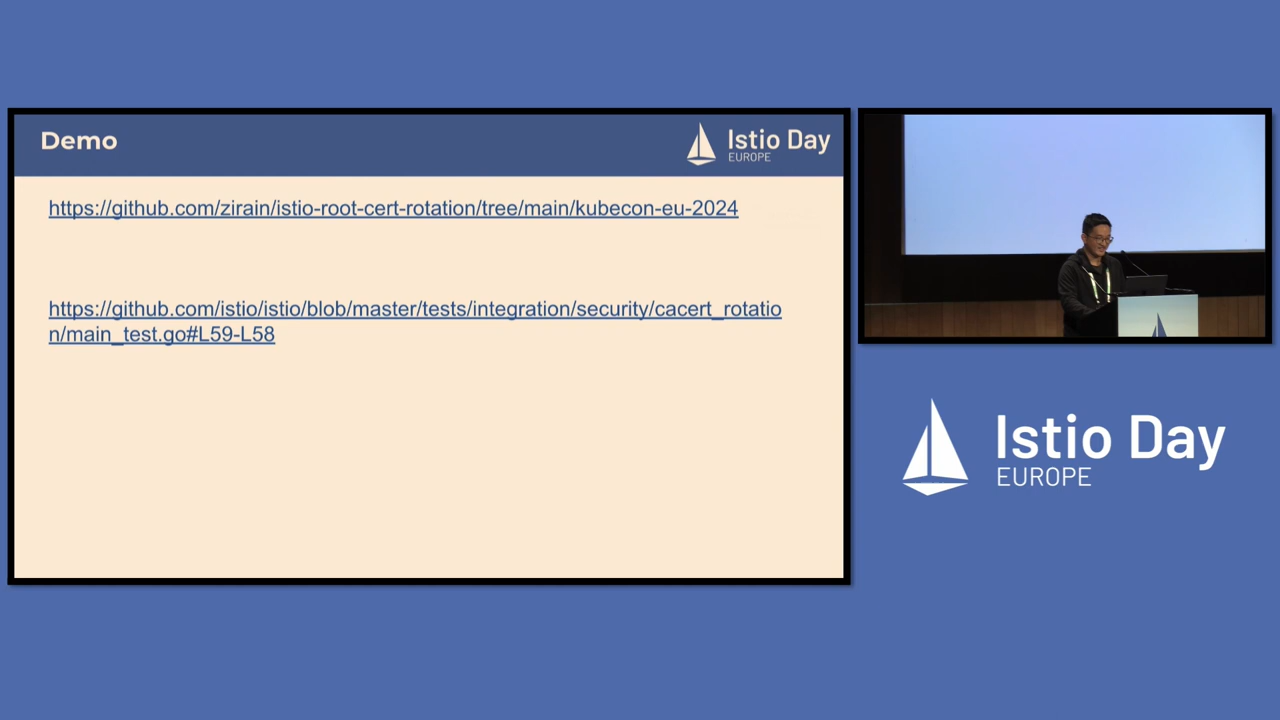 Demo
Istio Day
EUROPE
https://github.com/zirain/istio-root-cert-rotation/tree/main/kubecon-eu-2024
https://github.com/istio/istio/blob/master/tests/integration/security/cacert_rotatio
n/main_test.go#L59-L58
Istio Day
EUROPE